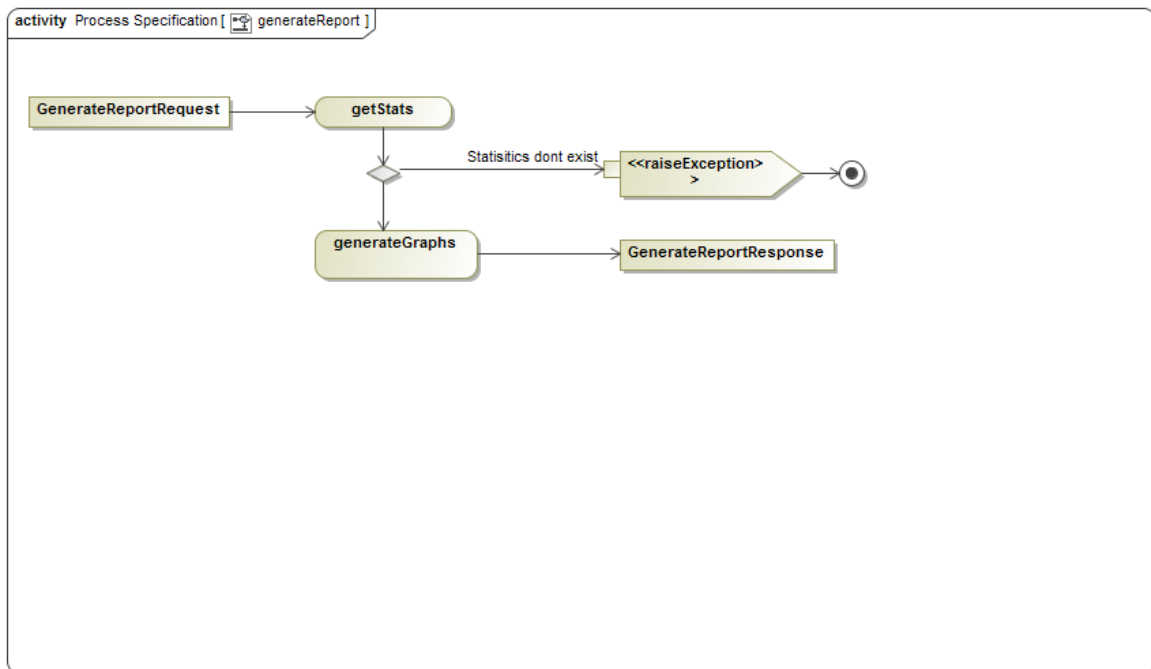 activity Process Specification [ generateReport ]
GenerateReportRequest
getStats
Statisitics dont exist
<<raiseException>
>
generateGraphs
GenerateReportResponse